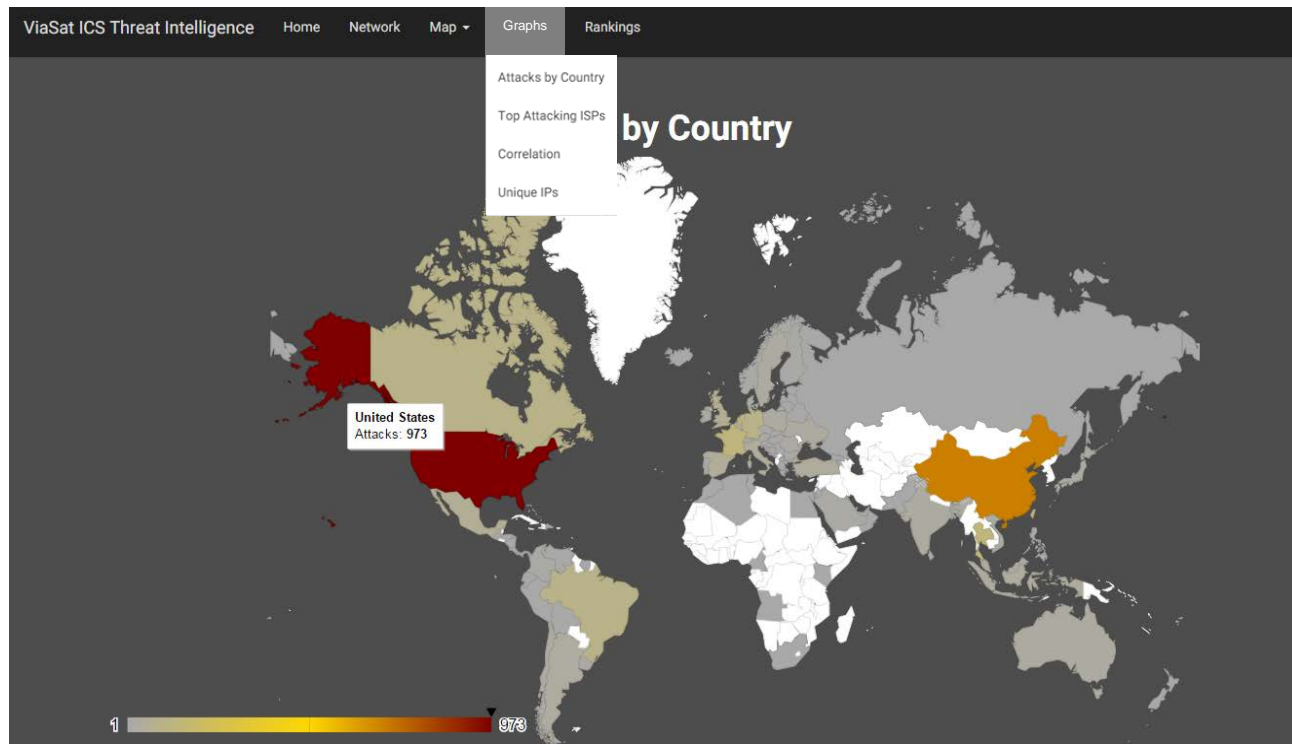 ViaSat ICS Threat Intelligence Home Network Map Graphs Rankings
Attacks by Country
Top Attacking ISPs
by Country
Correlation
Unique IPs
United States
Attacks: 973
1 973